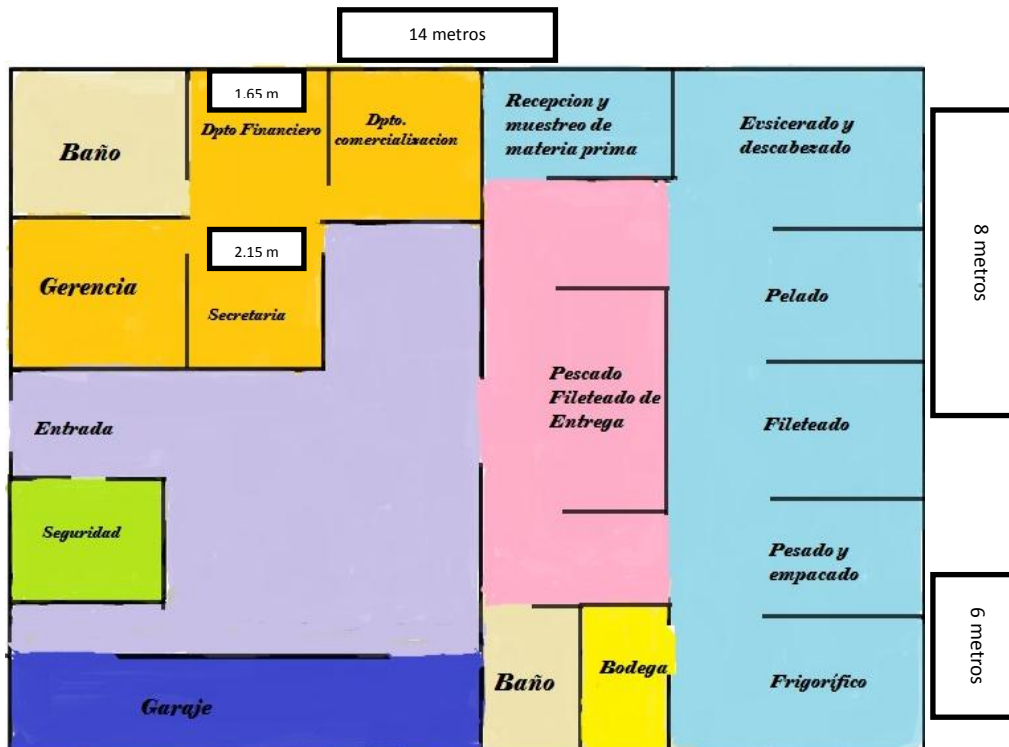 14 metros
1.65 m
Dpto Financiero
Dpto.
comercializacion
Baño
Recepcion y
muestreo de
materia prima
Evsicerado y
descabezado
8 metros
2.15 m
Gerencia
Secretaria
Pelado
Pescado
Fileteado de
Entrega
Entrada
Fileteado
Seguridad
Pesado y
empacado
6 metros
Garaje
Baño
Bodega
Frigorífico